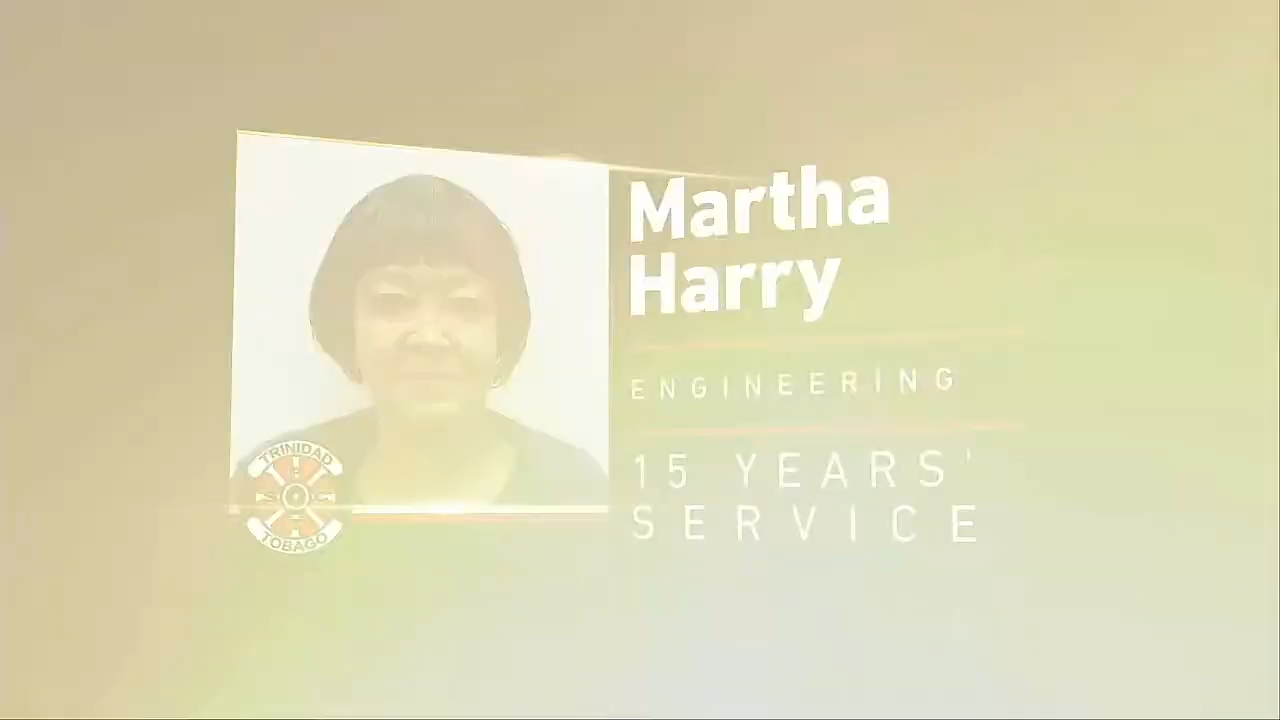 Martha
Harry
ENGINEERING
15 YEARS'
SERVICE
TRINIDAD
TOBAGO